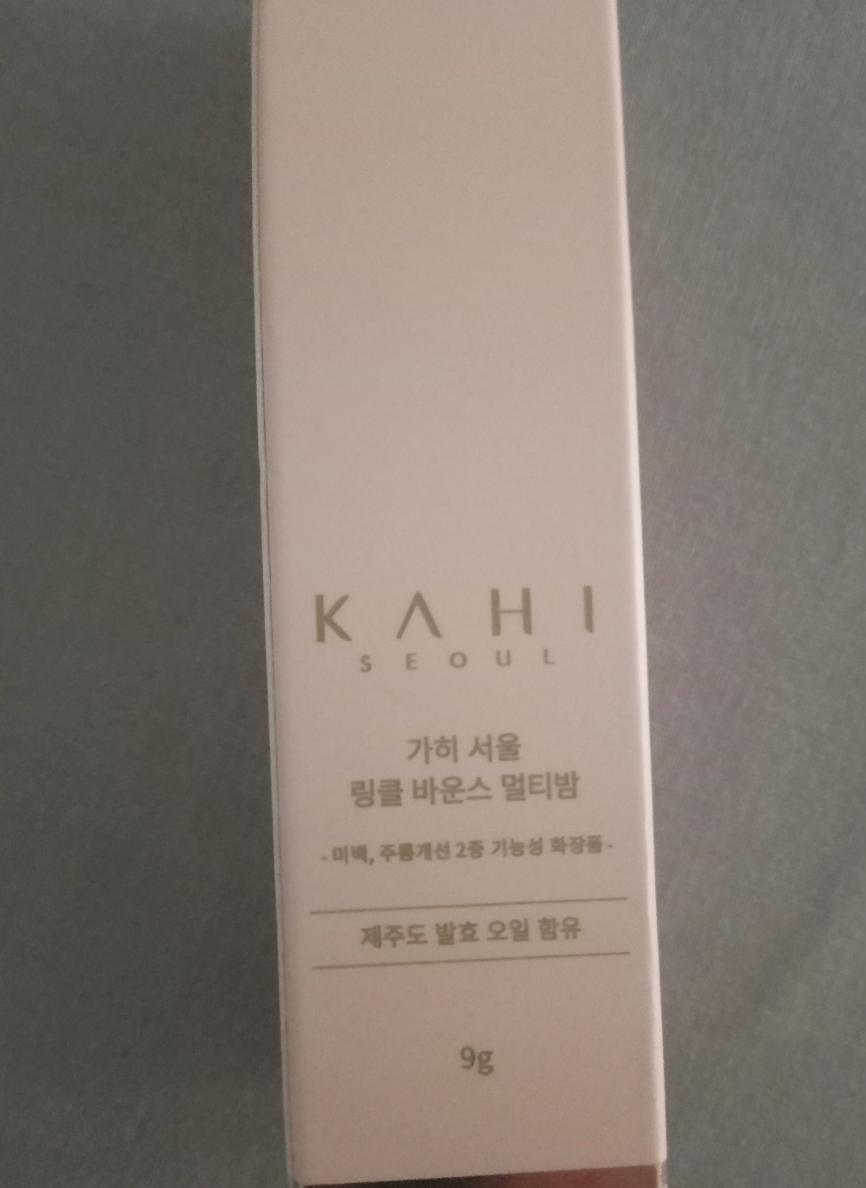 KAHI
SEOUL
가히 서울
링클 바운스 멀티밤
- 미백, 주름개선 2중 기능성 화장품 -
제주도 발효 오일 함유
9g